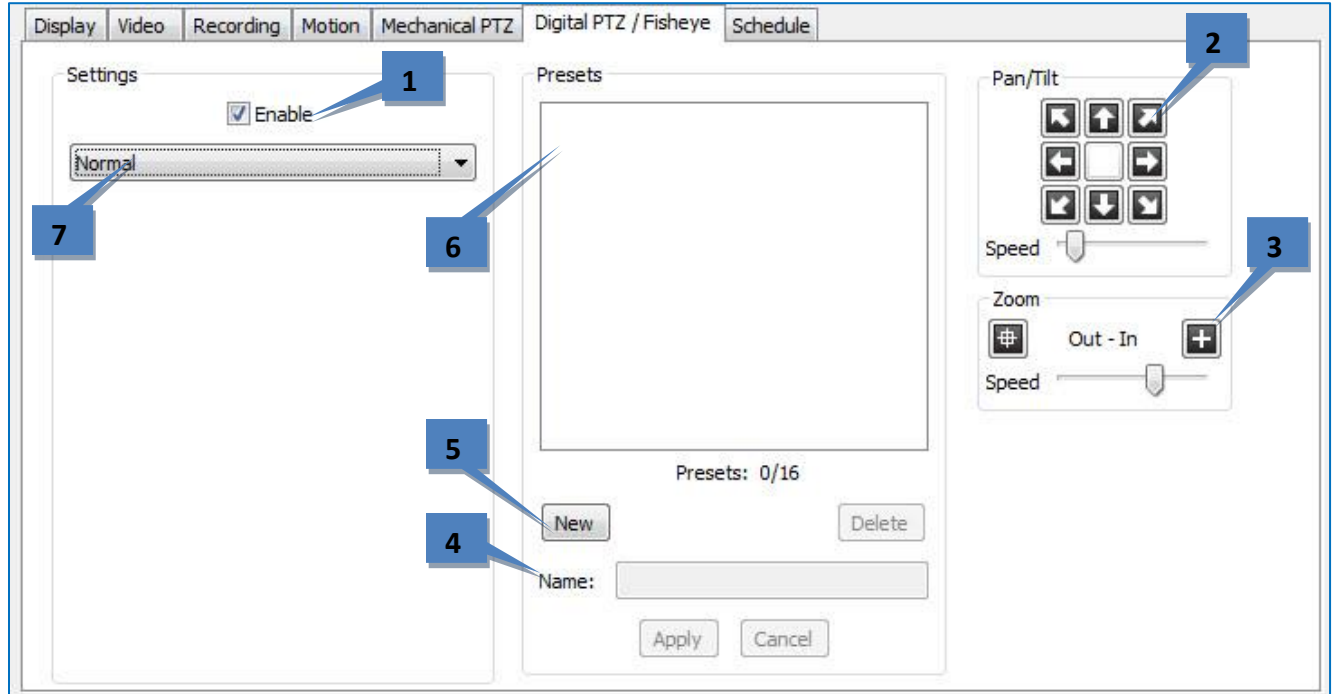 Display Video Recording Motion Mechanical PTZ Digital PTZ / Fisheye Schedule
2
Settings
1
Presets
Pan/Tilt
Enable
Normal
7
6
Speed
3
Zoom
Out - In
Speed
5
Presets: 0/16
New Delete
4
Name:
Apply Cancel